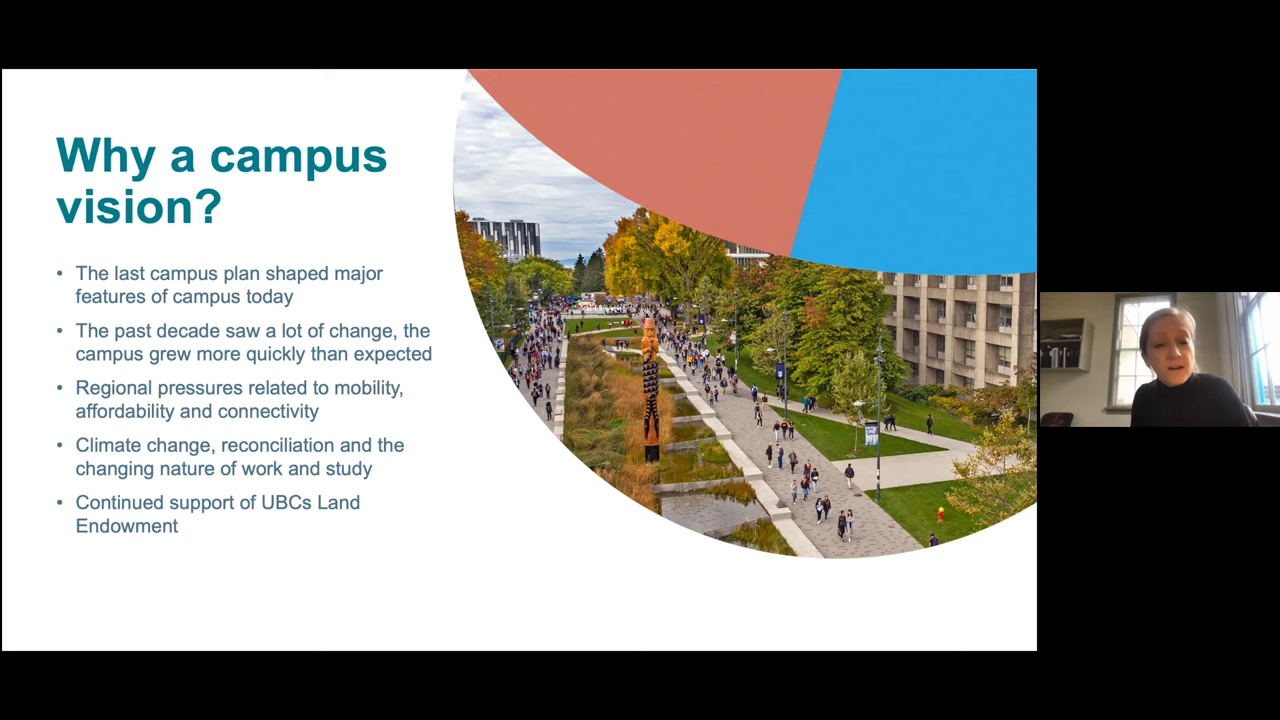 Why a campus
vision?
• The last campus plan shaped major
features of campus today
• The past decade saw a lot of change, the
campus grew more quickly than expected
• Regional pressures related to mobility,
affordability and connectivity
• Climate change, reconciliation and the
changing nature of work and study
• Continued support of UBCs Land
Endowment